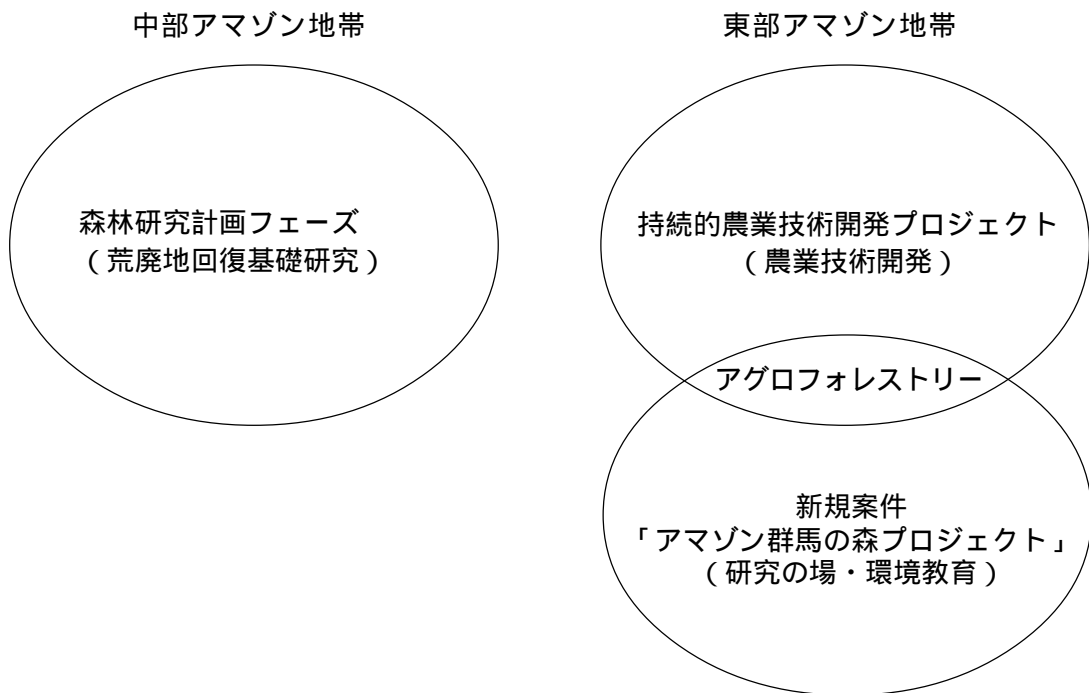 中部アマゾン地帯
森林研究計画フェーズ
（荒廃地回復基礎研究）
東部アマゾン地帯
持続的農業技術開発プロジェクト
（農業技術開発）
アグロフォレストリー
新規案件
「アマゾン群馬の森プロジェクト」
（研究の場・環境教育）